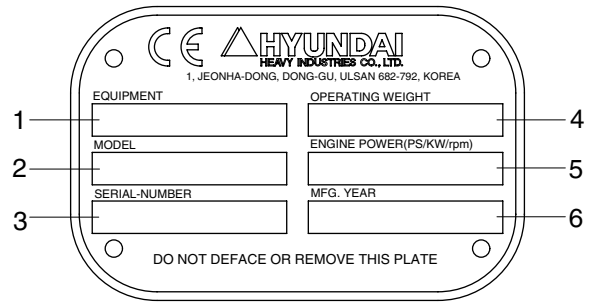 CE HYUNDAI
HEAVY INDUSTRIES CO., LTD.
1, JEONHA-DONG, DONG-GU, ULSAN 682-792, KOREA
EQUIPMENT OPERATING WEIGHT
1 4
MODEL ENGINE POWER(PS/KW/rpm)
2 5
SERIAL-NUMBER MFG. YEAR
3 6
DO NOT DEFACE OR REMOVE THIS PLATE